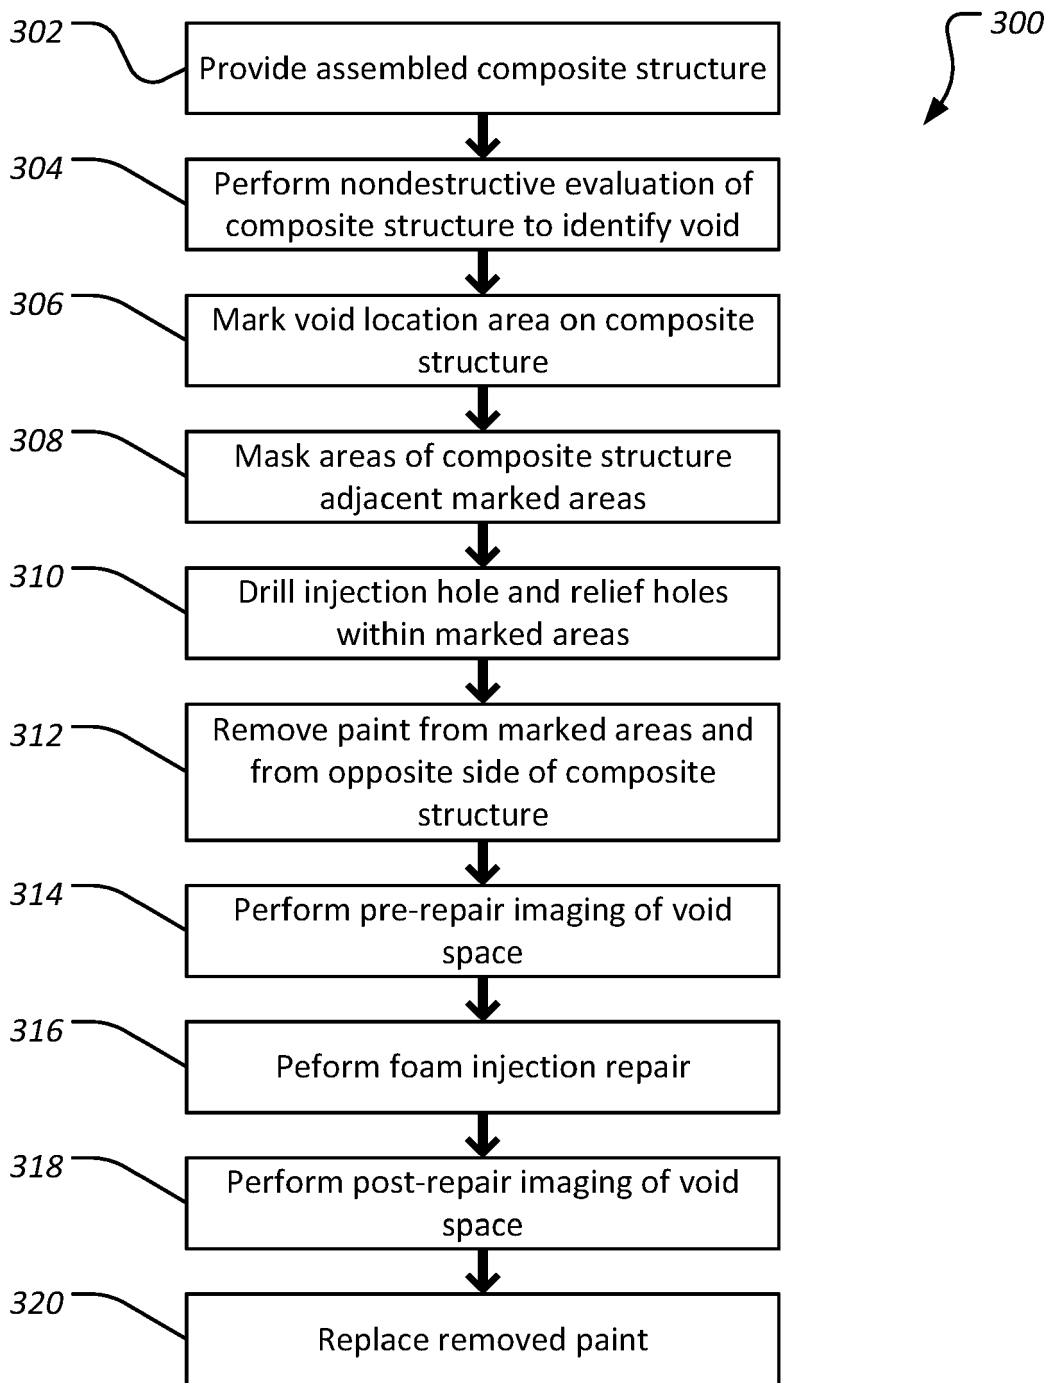 300
302
Provide assembled composite structure
304
Perform nondestructive evaluation of
composite structure to identify void
306
Mark void location area on composite
structure
308
Mask areas of composite structure
adjacent marked areas
310
Drill injection hole and relief holes
within marked areas
312
Remove paint from marked areas and
from opposite side of composite
structure
314
Perform pre-repair imaging of void
space
316
Peform foam injection repair
318
Perform post-repair imaging of void
space
320
Replace removed paint